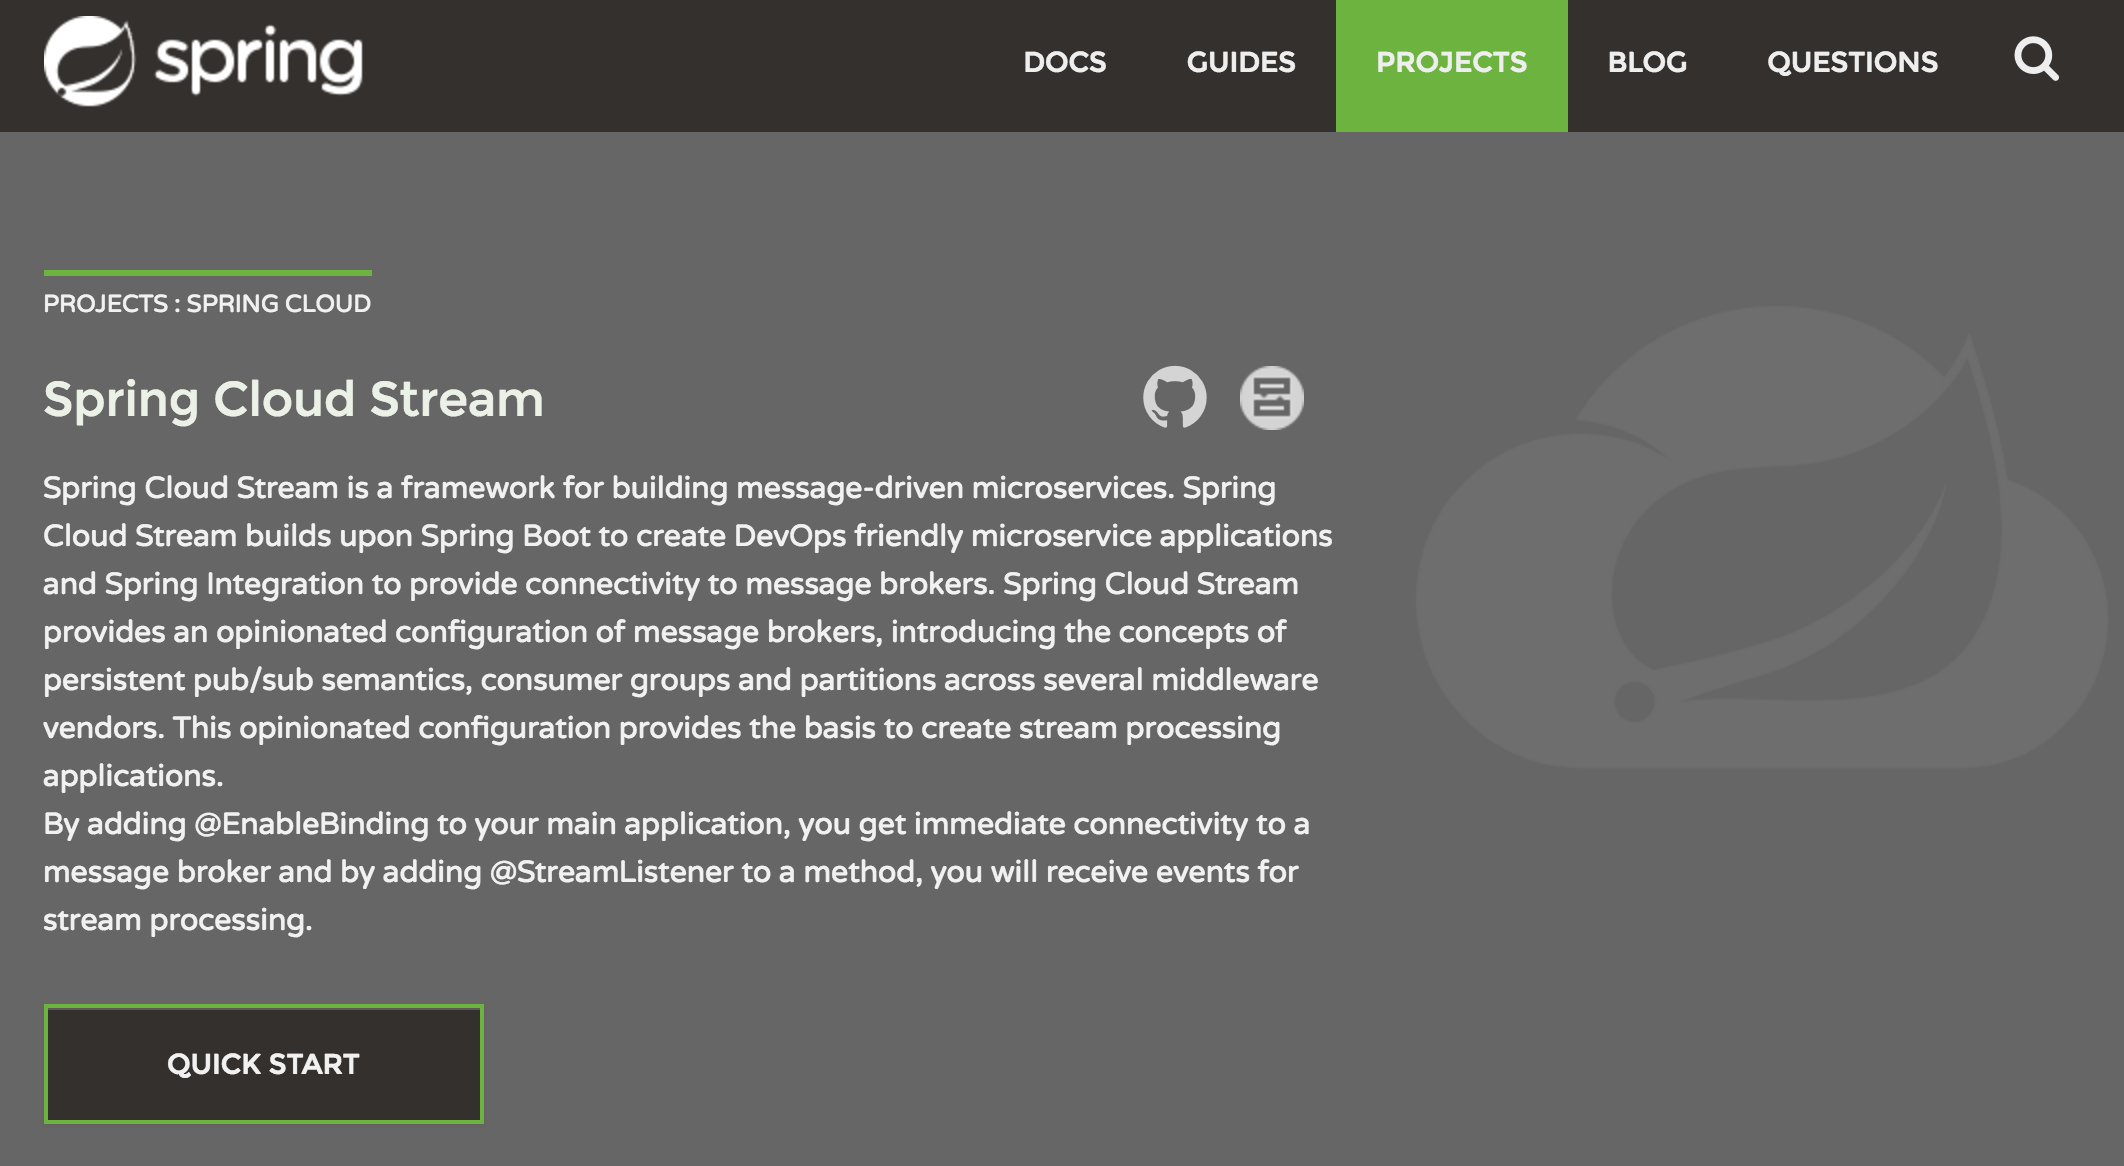 spring
DOCS GUIDES PROJECTS BLOG QUESTIONS
PROJECTS : SPRING CLOUD
Spring Cloud Stream
Spring Cloud Stream is a framework for building message-driven microservices. Spring
Cloud Stream builds upon Spring Boot to create DevOps friendly microservice applications
and Spring Integration to provide connectivity to message brokers. Spring Cloud Stream
provides an opinionated configuration of message brokers, introducing the concepts of
persistent pub/sub semantics, consumer groups and partitions across several middleware
vendors. This opinionated configuration provides the basis to create stream processing
applications.
By adding @EnableBinding to your main application, you get immediate connectivity to a
message broker and by adding @StreamListener to a method, you will receive events for
stream processing.
QUICK START